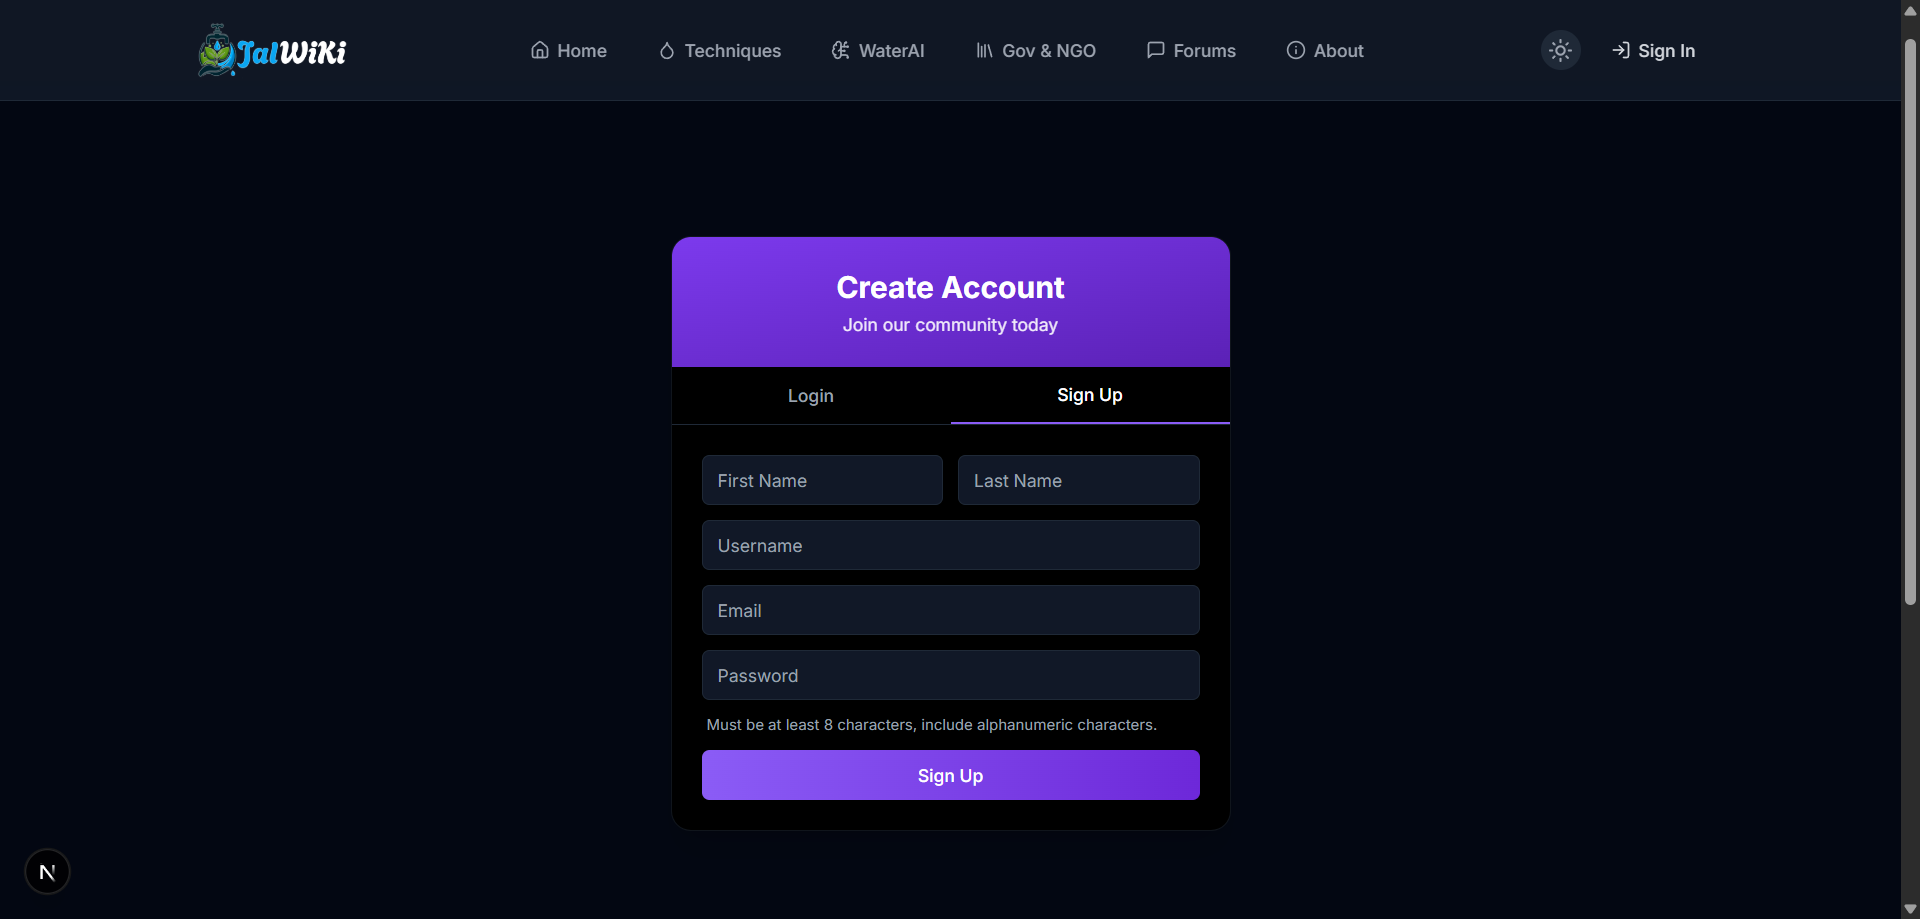 JalWiKi
Home
Techniques
WaterAI
Gov & NGO
Forums
About
Sign In
Create Account
Join our community today
Login
Sign Up
First Name
Last Name
Username
Email
Password
Must be at least 8 characters, include alphanumeric characters.
Sign Up
N